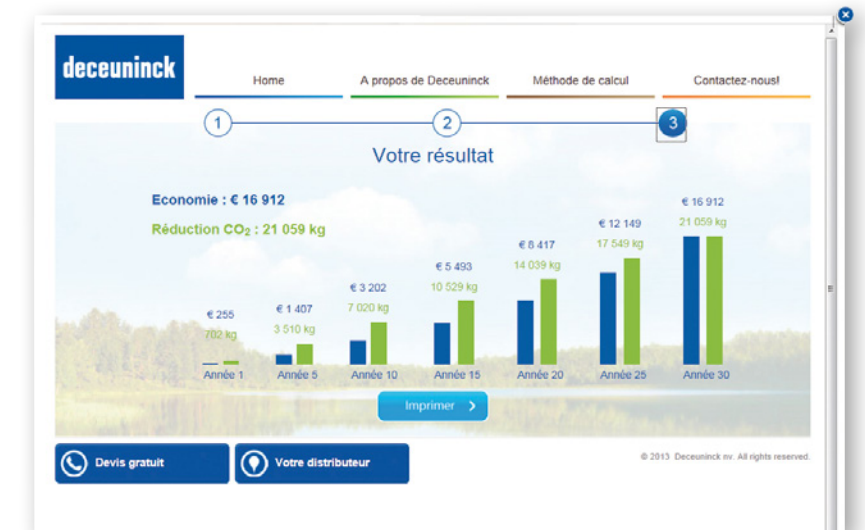 deceuninck
Home
A propos de Deceuninck
Méthode de calcul
Contactez-nous!
1
2
3
Votre résultat
Economie : € 16 912
Réduction CO₂ : 21 059 kg
€ 255
702 kg
Année 1
€ 1 407
3 510 kg
Année 5
€ 3 202
7 020 kg
Année 10
€ 5 493
10 529 kg
Année 15
€ 8 417
14 039 kg
Année 20
€ 12 149
17 549 kg
Année 25
€ 16 912
21 059 kg
Année 30
Imprimer
Devis gratuit
Votre distributeur
© 2013 Deceuninck nv. All rights reserved.